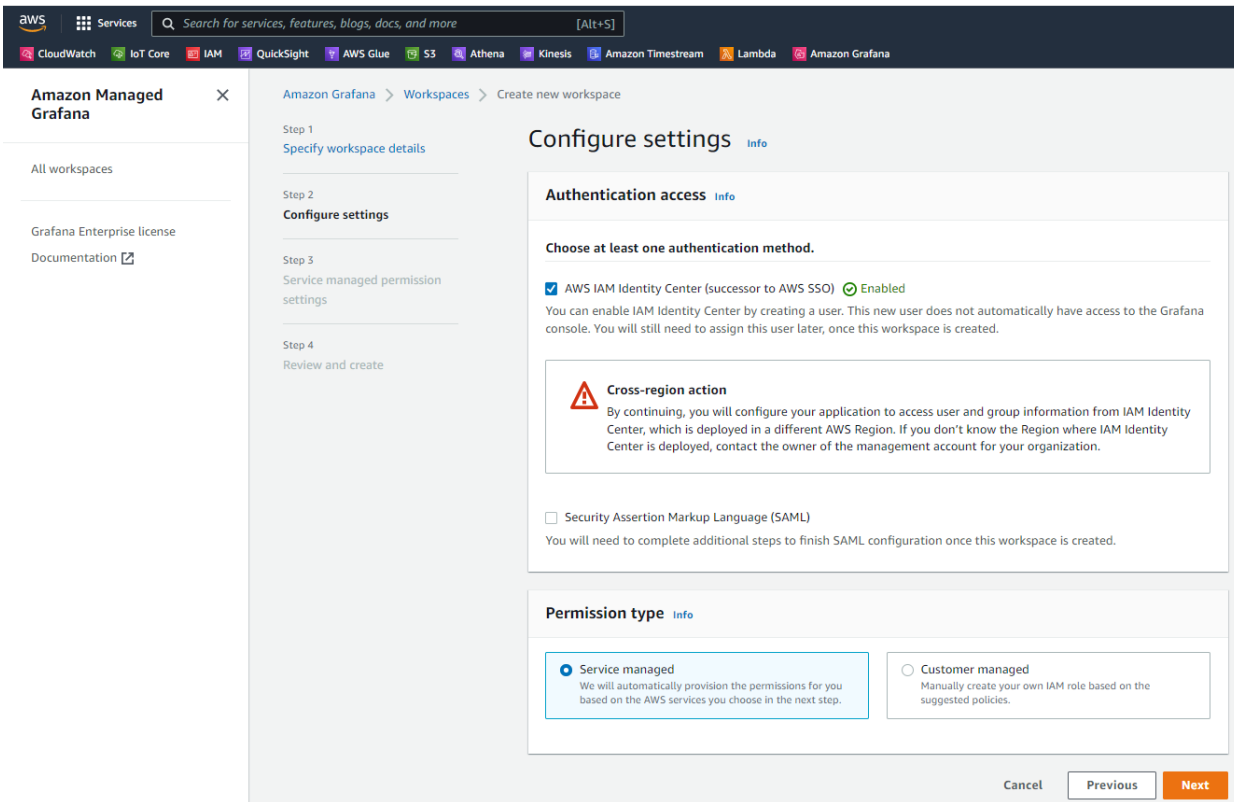 aws
Services
Search for services, features, blogs, docs, and more
[Alt+S]
CloudWatch
IoT Core
IAM
QuickSight
AWS Glue
S3
Athena
Kinesis
Amazon Timestream
Lambda
Amazon Grafana
Amazon Managed
Grafana
All workspaces
Grafana Enterprise license
Documentation
Amazon Grafana
Workspaces
Create new workspace
Step 1
Specify workspace details
Step 2
Configure settings
Step 3
Service managed permission
settings
Step 4
Review and create
Configure settings Info
Authentication access Info
Choose at least one authentication method.
AWS IAM Identity Center (successor to AWS SSO) Enabled
You can enable IAM Identity Center by creating a user. This new user does not automatically have access to the Grafana
console. You will still need to assign this user later, once this workspace is created.
Cross-region action
By continuing, you will configure your application to access user and group information from IAM Identity
Center, which is deployed in a different AWS Region. If you don't know the Region where IAM Identity
Center is deployed, contact the owner of the management account for your organization.
Security Assertion Markup Language (SAML)
You will need to complete additional steps to finish SAML configuration once this workspace is created.
Permission type Info
Service managed
We will automatically provision the permissions for you
based on the AWS services you choose in the next step.
Customer managed
Manually create your own IAM role based on the
suggested policies.
Cancel
Previous
Next